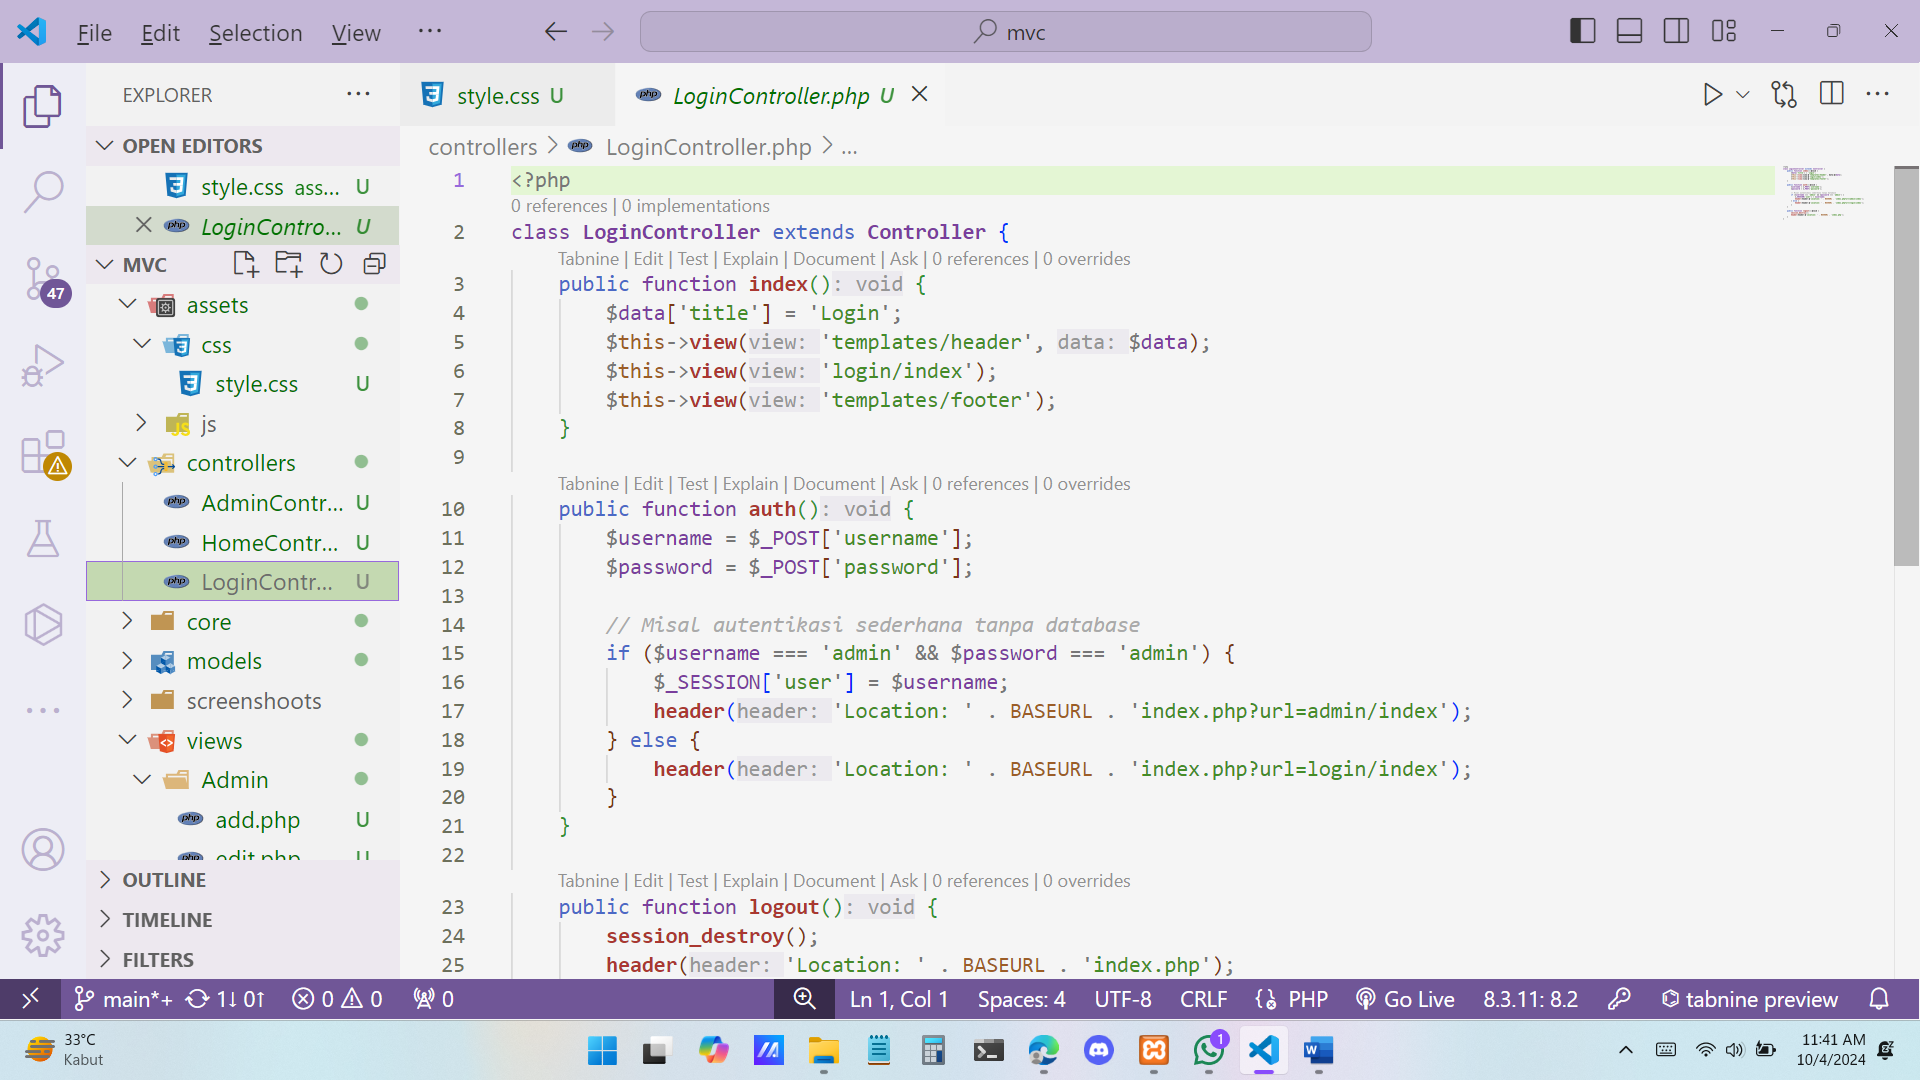 File Edit Selection View ... mvc
EXPLORER ...
OPEN EDITORS
style.css ass... U
LoginContro... U
MVC
assets
css
style.css U
js
controllers
AdminContr... U
HomeContr... U
LoginContr... U
core
models
screenshoots
views
Admin
add.php U
edit.php U
OUTLINE
TIMELINE
FILTERS
47
style.css U LoginController.php U
controllers > LoginController.php > ...
1 <?php
0 references | 0 implementations
2 class LoginController extends Controller {
Tabnine | Edit | Test | Explain | Document | Ask | 0 references | 0 overrides
3 public function index(): void {
4 $data['title'] = 'Login';
5 $this->view(view: 'templates/header', data: $data);
6 $this->view(view: 'login/index');
7 $this->view(view: 'templates/footer');
8 }
9
Tabnine | Edit | Test | Explain | Document | Ask | 0 references | 0 overrides
10 public function auth(): void {
11 $username = $_POST['username'];
12 $password = $_POST['password'];
13
14 // Misal autentikasi sederhana tanpa database
15 if ($username === 'admin' && $password === 'admin') {
16 $_SESSION['user'] = $username;
17 header(header: 'Location: ' . BASEURL . 'index.php?url=admin/index');
18 } else {
19 header(header: 'Location: ' . BASEURL . 'index.php?url=login/index');
20 }
21 }
22
Tabnine | Edit | Test | Explain | Document | Ask | 0 references | 0 overrides
23 public function logout(): void {
24 session_destroy();
25 header(header: 'Location: ' . BASEURL . 'index.php');
main*+ 1↓ 0↑ 0 0 0 Ln 1, Col 1 Spaces: 4 UTF-8 CRLF PHP Go Live 8.3.11: 8.2 tabnine preview
33°C
Kabut
1
11:41 AM
10/4/2024